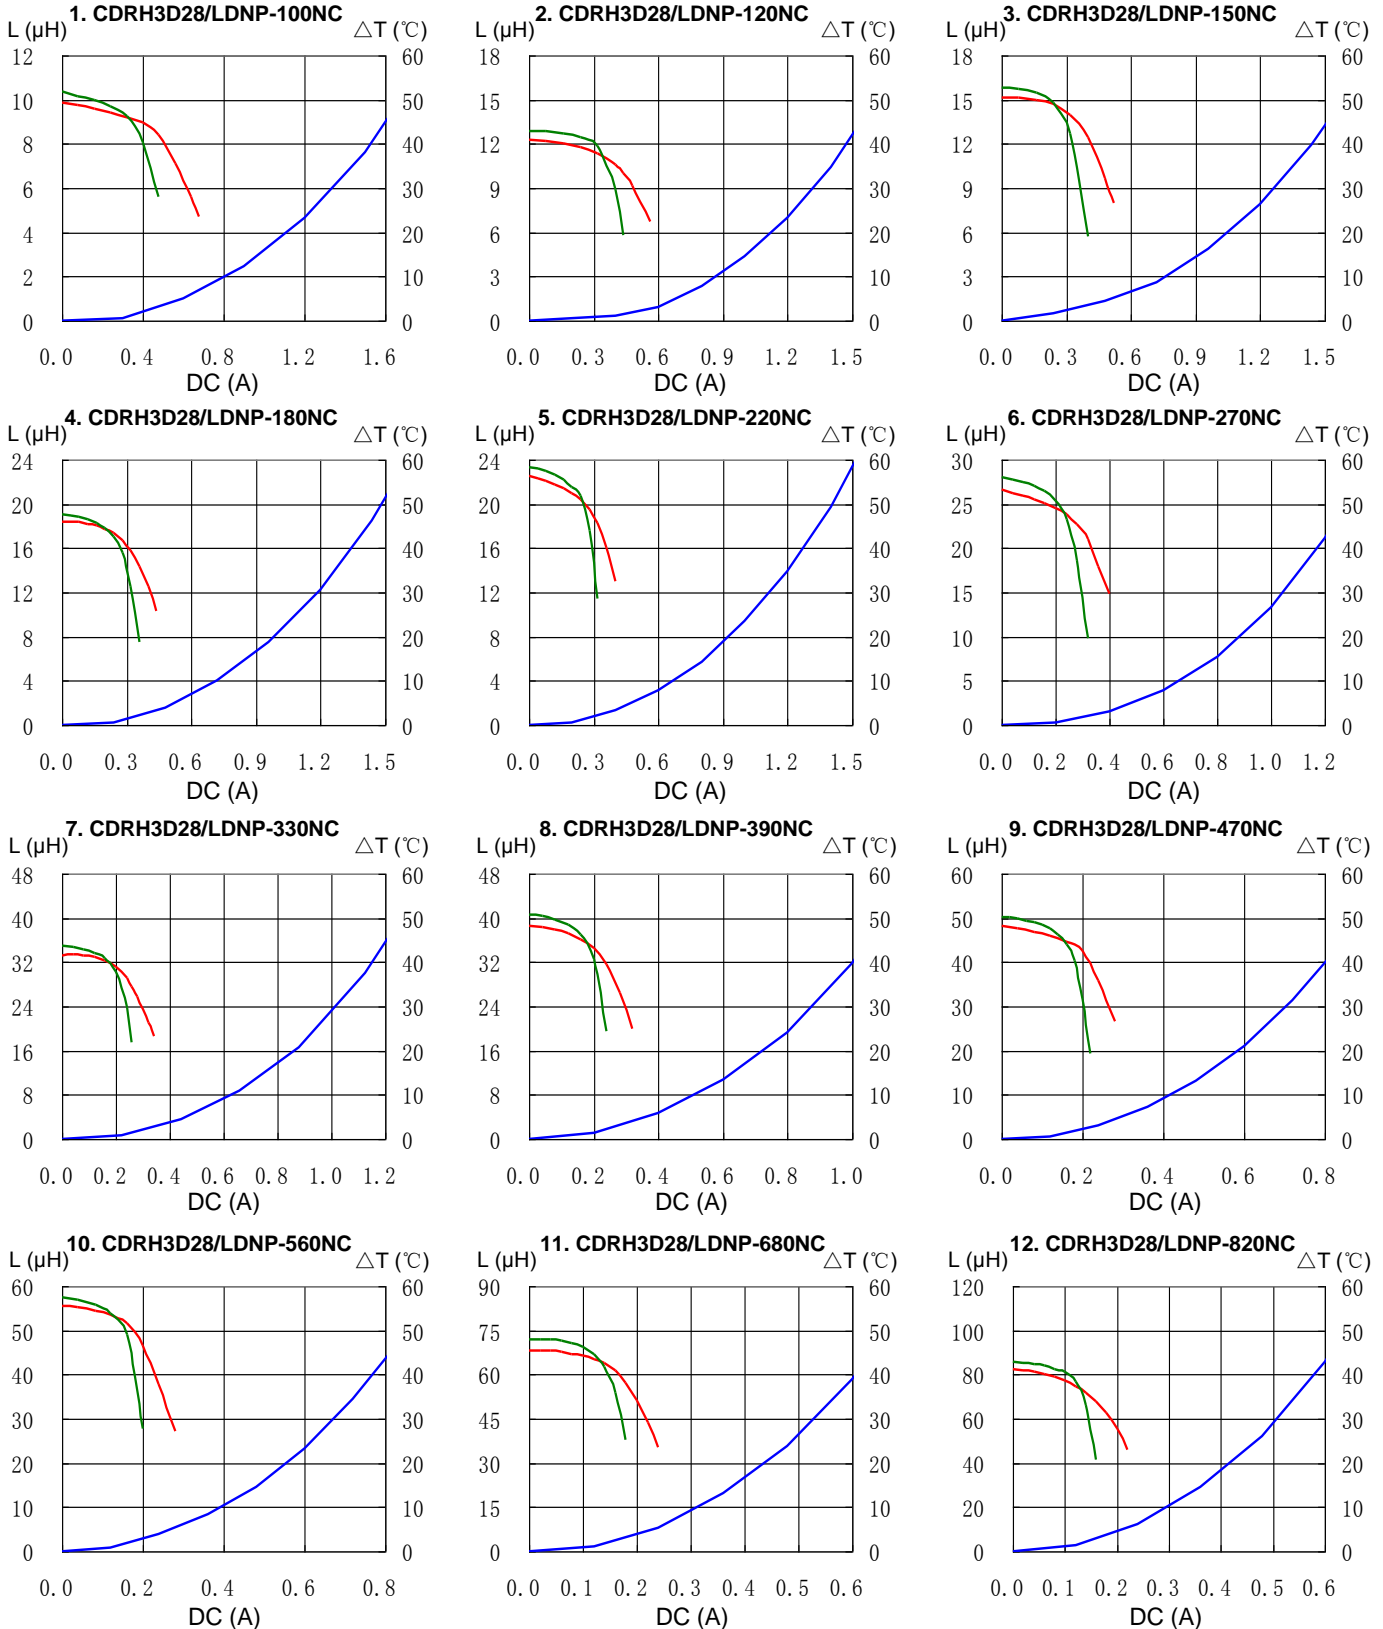 1. CDRH3D28/LDNP-100NC
L (µH) △T (℃)
12 60
10 50
8 40
6 30
4 20
2 10
0 0
0.0 0.4 0.8 1.2 1.6
DC (A)
2. CDRH3D28/LDNP-120NC
L (µH) △T (℃)
18 60
15 50
12 40
9 30
6 20
3 10
0 0
0.0 0.3 0.6 0.9 1.2 1.5
DC (A)
3. CDRH3D28/LDNP-150NC
L (µH) △T (℃)
18 60
15 50
12 40
9 30
6 20
3 10
0 0
0.0 0.3 0.6 0.9 1.2 1.5
DC (A)
4. CDRH3D28/LDNP-180NC
L (µH) △T (℃)
24 60
20 50
16 40
12 30
8 20
4 10
0 0
0.0 0.3 0.6 0.9 1.2 1.5
DC (A)
5. CDRH3D28/LDNP-220NC
L (µH) △T (℃)
24 60
20 50
16 40
12 30
8 20
4 10
0 0
0.0 0.3 0.6 0.9 1.2 1.5
DC (A)
6. CDRH3D28/LDNP-270NC
L (µH) △T (℃)
30 60
25 50
20 40
15 30
10 20
5 10
0 0
0.0 0.2 0.4 0.6 0.8 1.0 1.2
DC (A)
7. CDRH3D28/LDNP-330NC
L (µH) △T (℃)
48 60
40 50
32 40
24 30
16 20
8 10
0 0
0.0 0.2 0.4 0.6 0.8 1.0 1.2
DC (A)
8. CDRH3D28/LDNP-390NC
L (µH) △T (℃)
48 60
40 50
32 40
24 30
16 20
8 10
0 0
0.0 0.2 0.4 0.6 0.8 1.0
DC (A)
9. CDRH3D28/LDNP-470NC
L (µH) △T (℃)
60 60
50 50
40 40
30 30
20 20
10 10
0 0
0.0 0.2 0.4 0.6 0.8
DC (A)
10. CDRH3D28/LDNP-560NC
L (µH) △T (℃)
60 60
50 50
40 40
30 30
20 20
10 10
0 0
0.0 0.2 0.4 0.6 0.8
DC (A)
11. CDRH3D28/LDNP-680NC
L (µH) △T (℃)
90 60
75 50
60 40
45 30
30 20
15 10
0 0
0.0 0.1 0.2 0.3 0.4 0.5 0.6
DC (A)
12. CDRH3D28/LDNP-820NC
L (µH) △T (℃)
120 60
100 50
80 40
60 30
40 20
20 10
0 0
0.0 0.1 0.2 0.3 0.4 0.5 0.6
DC (A)